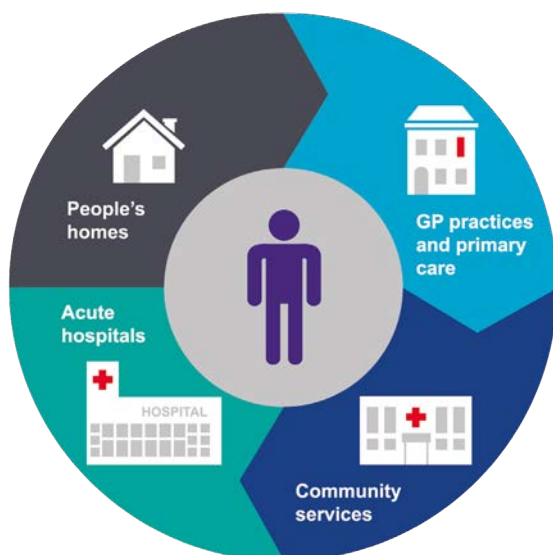 People's
homes
GP practices
and primary
care
Acute
hospitals
HOSPITAL
Community
services